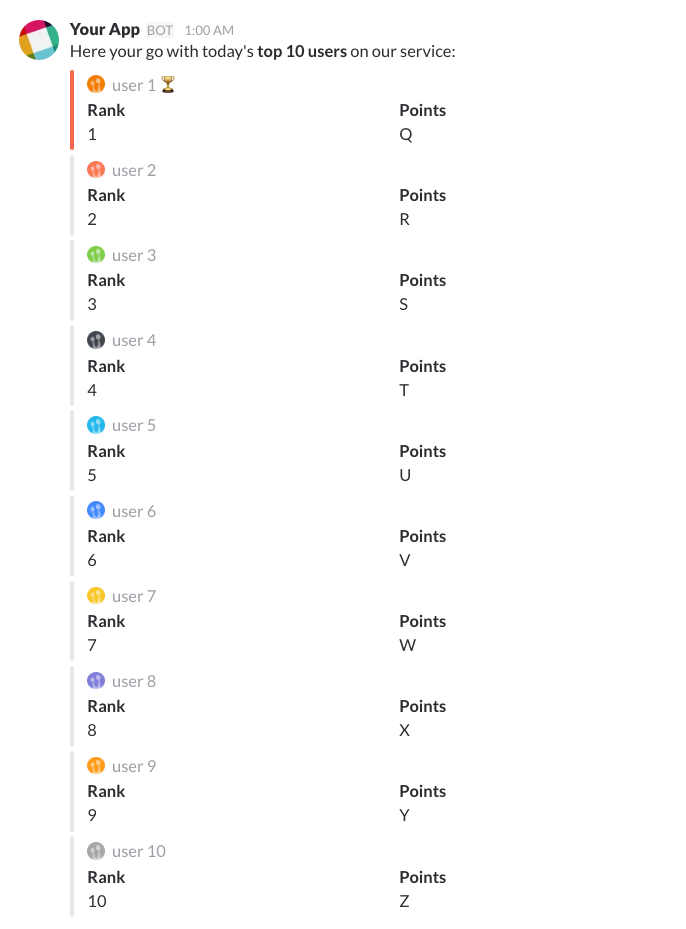 Your App BOT 1:00 AM
Here your go with today's top 10 users on our service:
user 1 🏆
Rank Points
1 Q
user 2
Rank Points
2 R
user 3
Rank Points
3 S
user 4
Rank Points
4 T
user 5
Rank Points
5 U
user 6
Rank Points
6 V
user 7
Rank Points
7 W
user 8
Rank Points
8 X
user 9
Rank Points
9 Y
user 10
Rank Points
10 Z